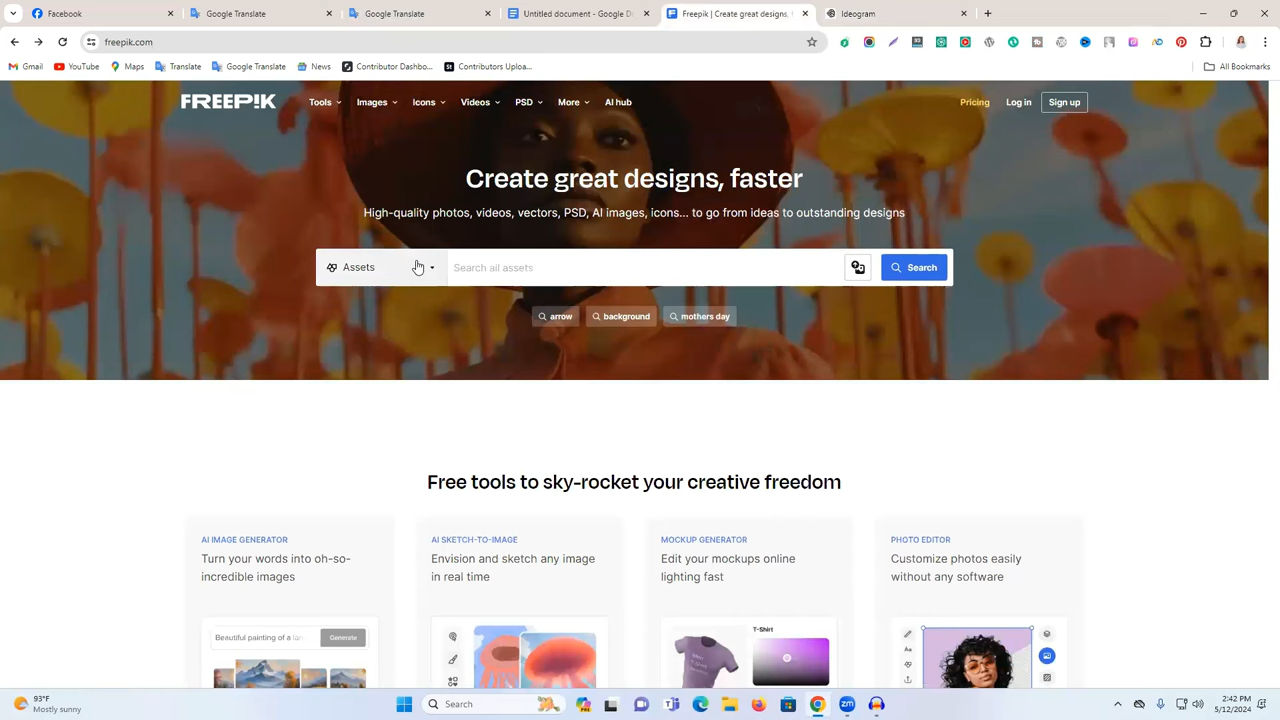 Facebook
Google Translate
Google Translate
Untitled document - Google D
Freepik | Create great designs, f
Ideogram
freepik.com
Gmail
YouTube
Maps
Translate
Google Translate
News
Contributor Dashbo...
Contributors Uploa...
All Bookmarks
FREEPIK
Tools
Images
Icons
Videos
PSD
More
AI hub
Pricing
Log in
Sign up
Create great designs, faster
High-quality photos, videos, vectors, PSD, AI images, icons... to go from ideas to outstanding designs
Assets
Search all assets
Search
arrow
background
mothers day
Free tools to sky-rocket your creative freedom
AI IMAGE GENERATOR
Turn your words into oh-so-
incredible images
AI SKETCH-TO-IMAGE
Envision and sketch any image
in real time
MOCKUP GENERATOR
Edit your mockups online
lighting fast
PHOTO EDITOR
Customize photos easily
without any software
Beautiful painting of a lan
Generate
T-Shirt
Aa
93°F
Mostly sunny
Search
zm
2:42 PM
5/12/2024